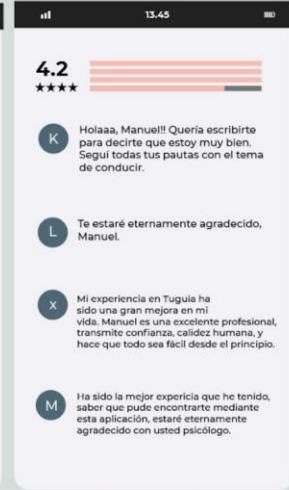 13.45
4.2
K
Holaaa, Manuel!! Quería escribirte
para decirte que estoy muy bien.
Seguí todas tus pautas con el tema
de conducir.
L
Te estaré eternamente agradecido,
Manuel.
X
Mi experiencia en Tuguia ha
sido una gran mejora en mi
vida. Manuel es una excelente profesional,
transmite confianza, calidez humana, y
hace que todo sea fácil desde el principio.
M
Ha sido la mejor expericia que he tenido,
saber que pude encontrarte mediante
esta aplicación, estaré eternamente
agradecido con usted psicólogo.